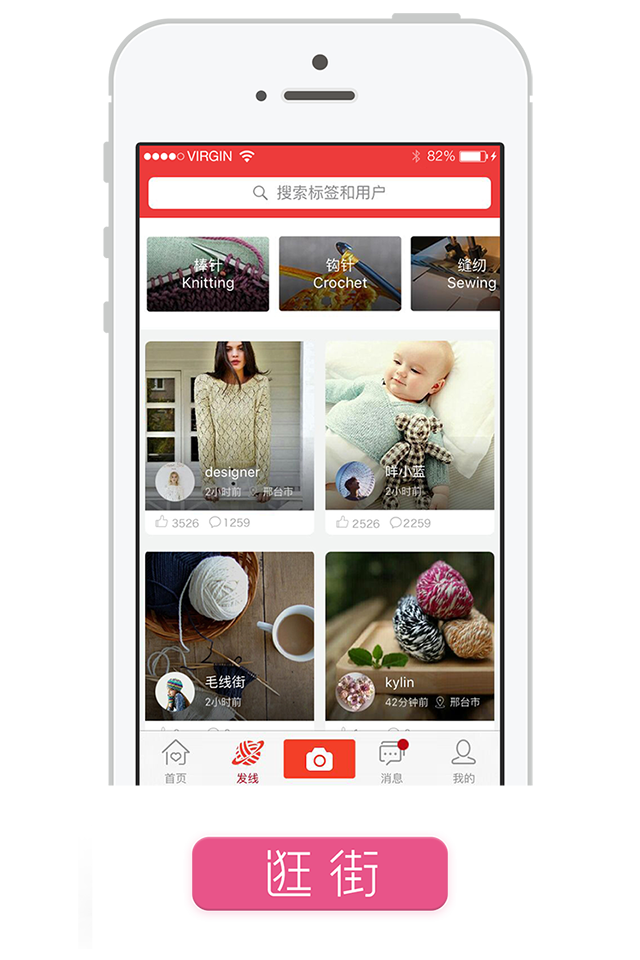 VIRGIN 82%
搜索标签和用户
棒针
Knitting
钩针
Crochet
缝纫
Sewing
designer
2小时前 邢台市
3526 1259
咩小蓝
2小时前
2526 2259
毛线街
2小时前
kylin
42分钟前 邢台市
首页
发线
消息
我的
逛街